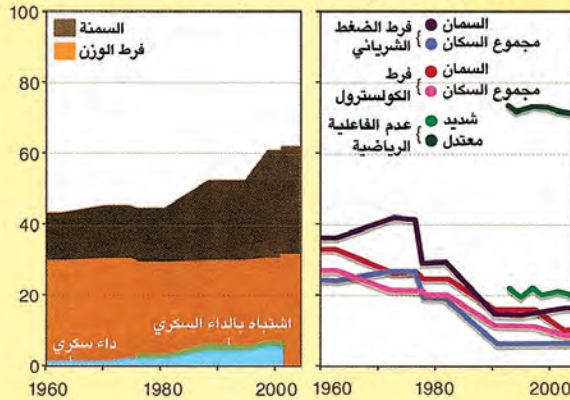 100
80
60
40
20
0
السمنة
فرط الوزن
داء سكري
اشتباه بالداء السكري
1960
1980
2000
فرط الضغط الشرياني
السمان
مجموع السكان
فرط الكولسترول
السمان
مجموع السكان
عدم الفاعلية الرياضية
شديد
معتدل
1960
1980
2000